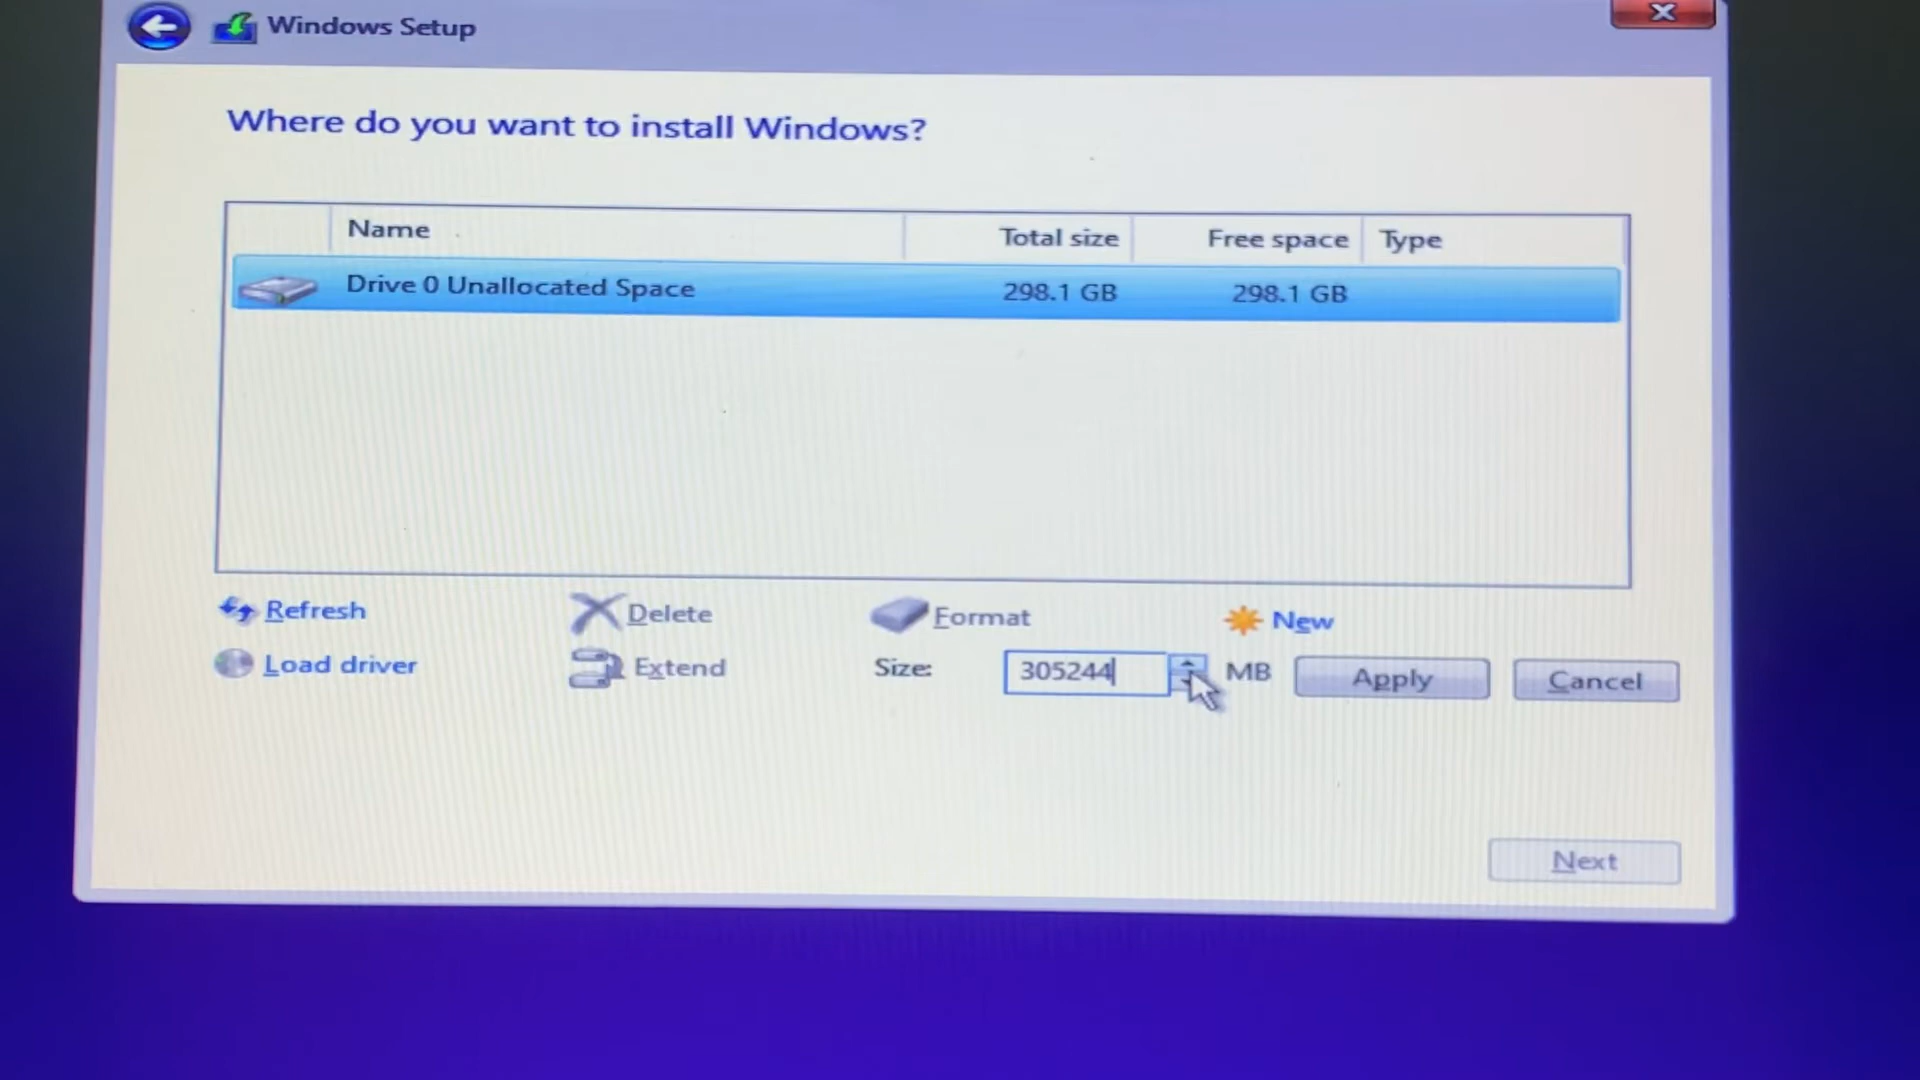 Windows Setup
Where do you want to install Windows?
Name Total size Free space Type
Drive 0 Unallocated Space 298.1 GB 298.1 GB
Refresh Delete Format New
Load driver Extend Size: 305244 MB Apply Cancel
Next